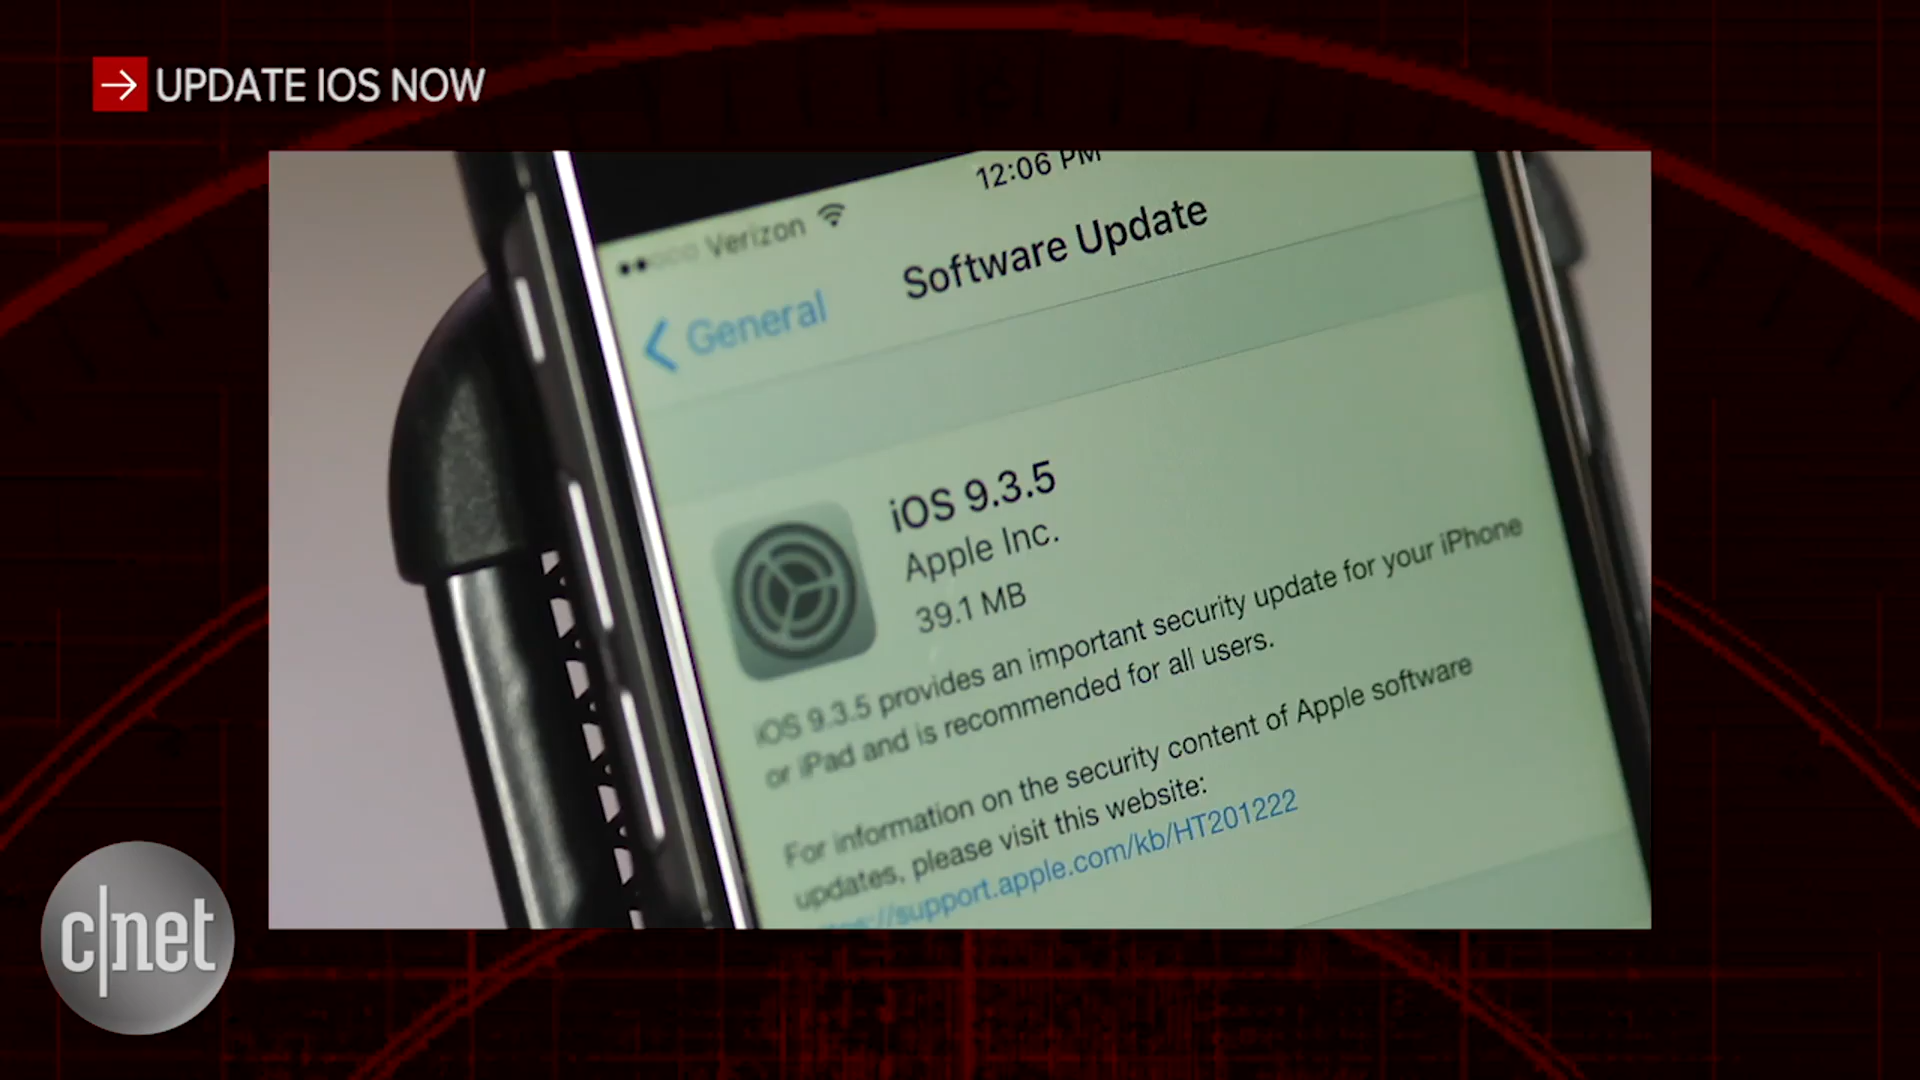 UPDATE IOS NOW
12:06 PM
Verizon
General
Software Update
iOS 9.3.5
Apple Inc.
39.1 MB
iOS 9.3.5 provides an important security update for your iPhone
or iPad and is recommended for all users.
For information on the security content of Apple software
updates, please visit this website:
https://support.apple.com/kb/HT201222
c|net